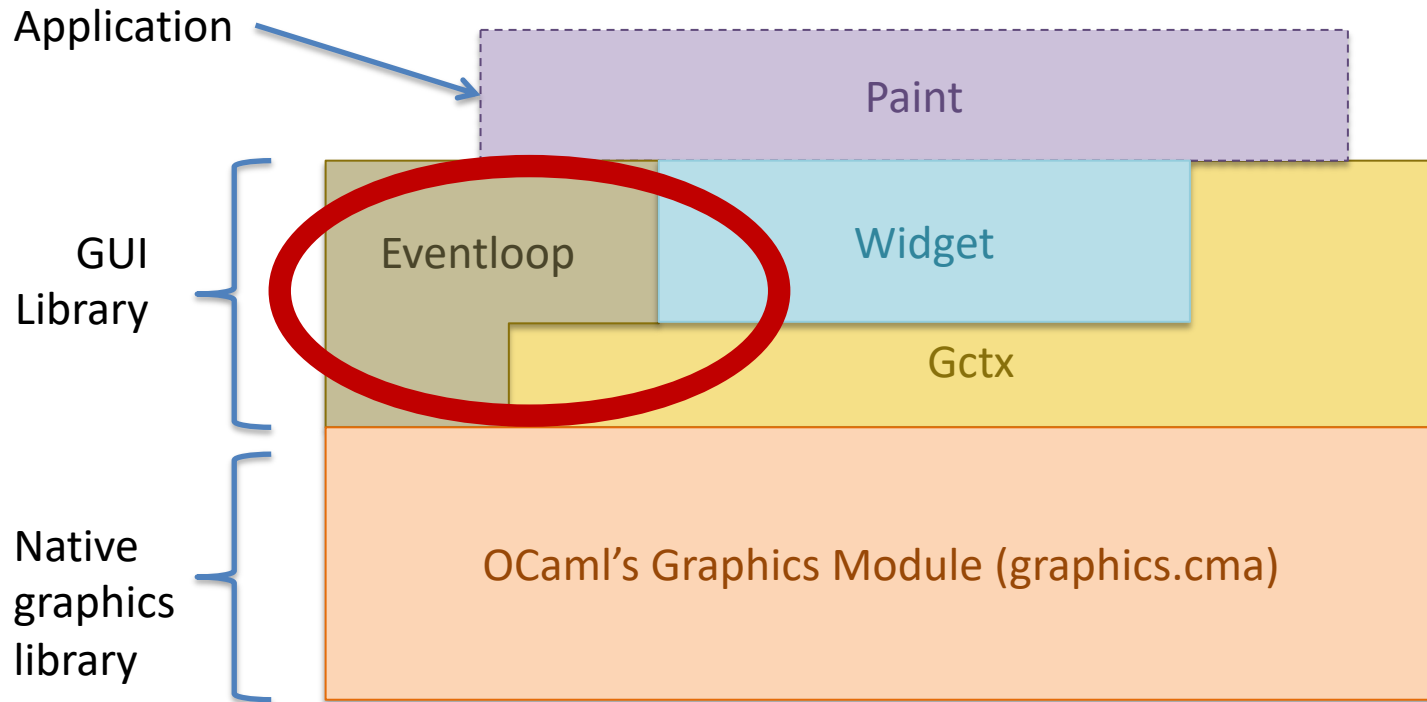 Application
Paint
GUI
Library
Eventloop
Widget
Gctx
Native
graphics
library
OCaml’s Graphics Module (graphics.cma)